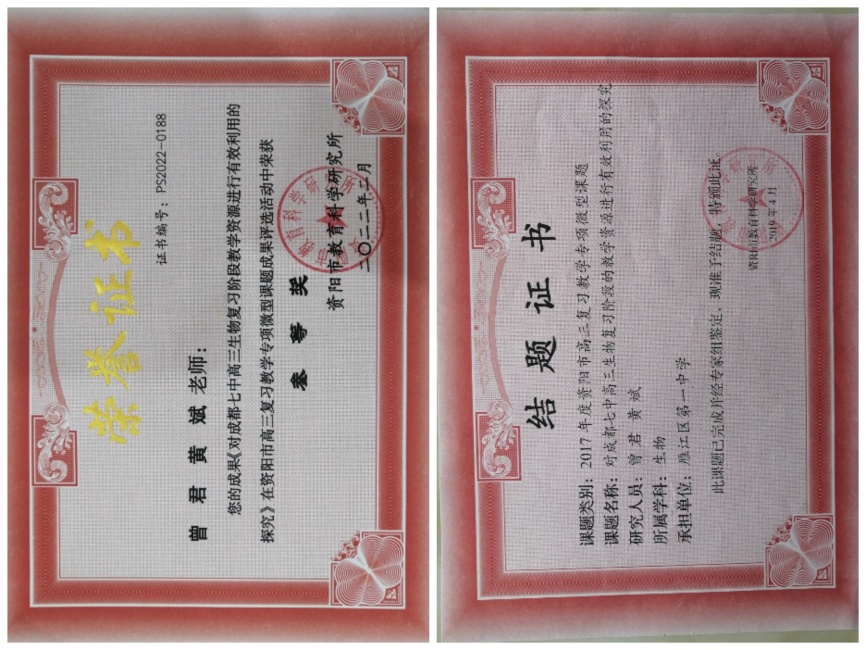 荣誉证书
证书编号：PS2022-0188
曾君 黄斌 老师：
您的成果《对成都七中高三生物复习阶段教学资源进行有效利用的
探究》在资阳市高三复习教学专项微型课题成果评选活动中荣获
叁等奖
资阳市教育科学研究所
二〇二二年二月
结题证书
课题类别：2017年度资阳市高三复习教学专项微型课题
课题名称：对成都七中高三生物复习阶段的教学资源进行有效利用的探究
研究人员：曾君 黄斌
所属学科：生物
承担单位：雁江区第一中学
此课题已完成并经专家组鉴定，现准予结题，特颁此证。
资阳市教育科学研究所
2019年4月